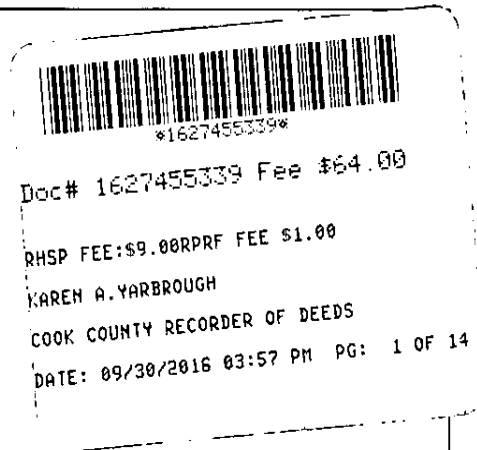 *1627455339*
Doc# 1627455339 Fee $64.00
RHSP FEE:$9.00RPRF FEE $1.00
KAREN A.YARBROUGH
COOK COUNTY RECORDER OF DEEDS
DATE: 09/30/2016 03:57 PM PG: 1 OF 14